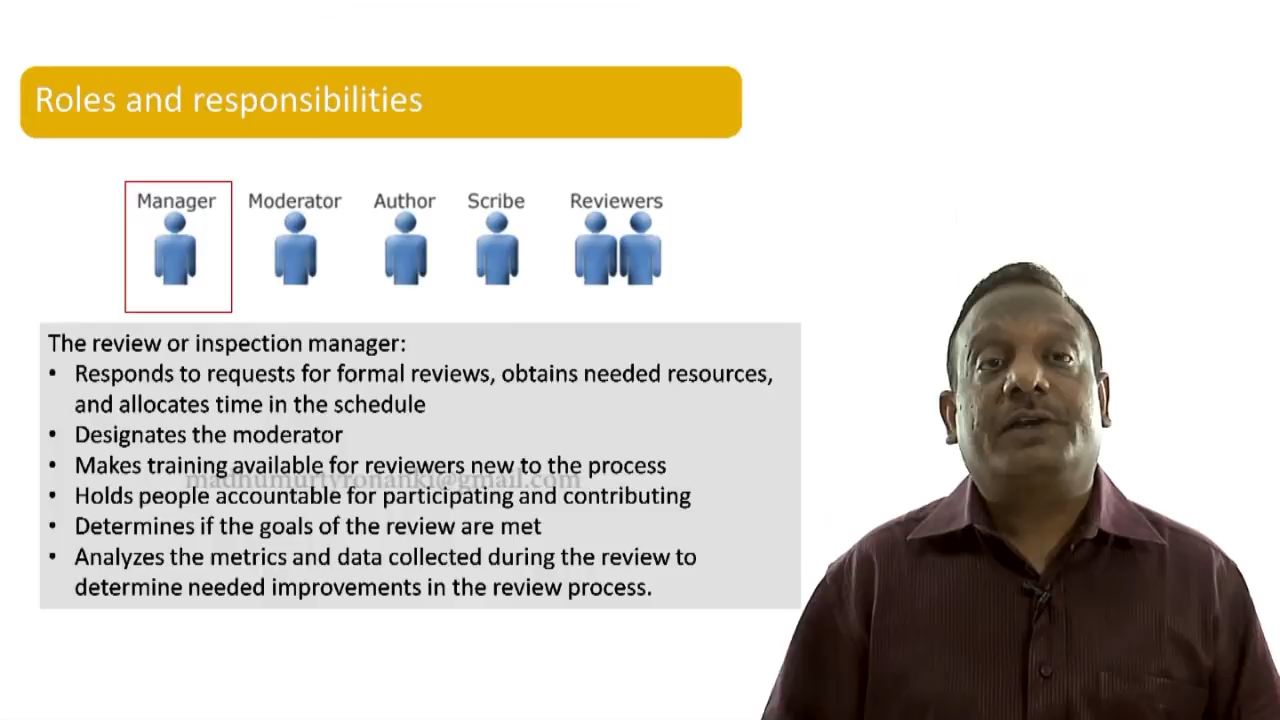 Roles and responsibilities
Manager Moderator Author Scribe Reviewers
The review or inspection manager:
• Responds to requests for formal reviews, obtains needed resources,
and allocates time in the schedule
• Designates the moderator
• Makes training available for reviewers new to the process
madhumurtyronanki@gmail.com
• Holds people accountable for participating and contributing
• Determines if the goals of the review are met
• Analyzes the metrics and data collected during the review to
determine needed improvements in the review process.